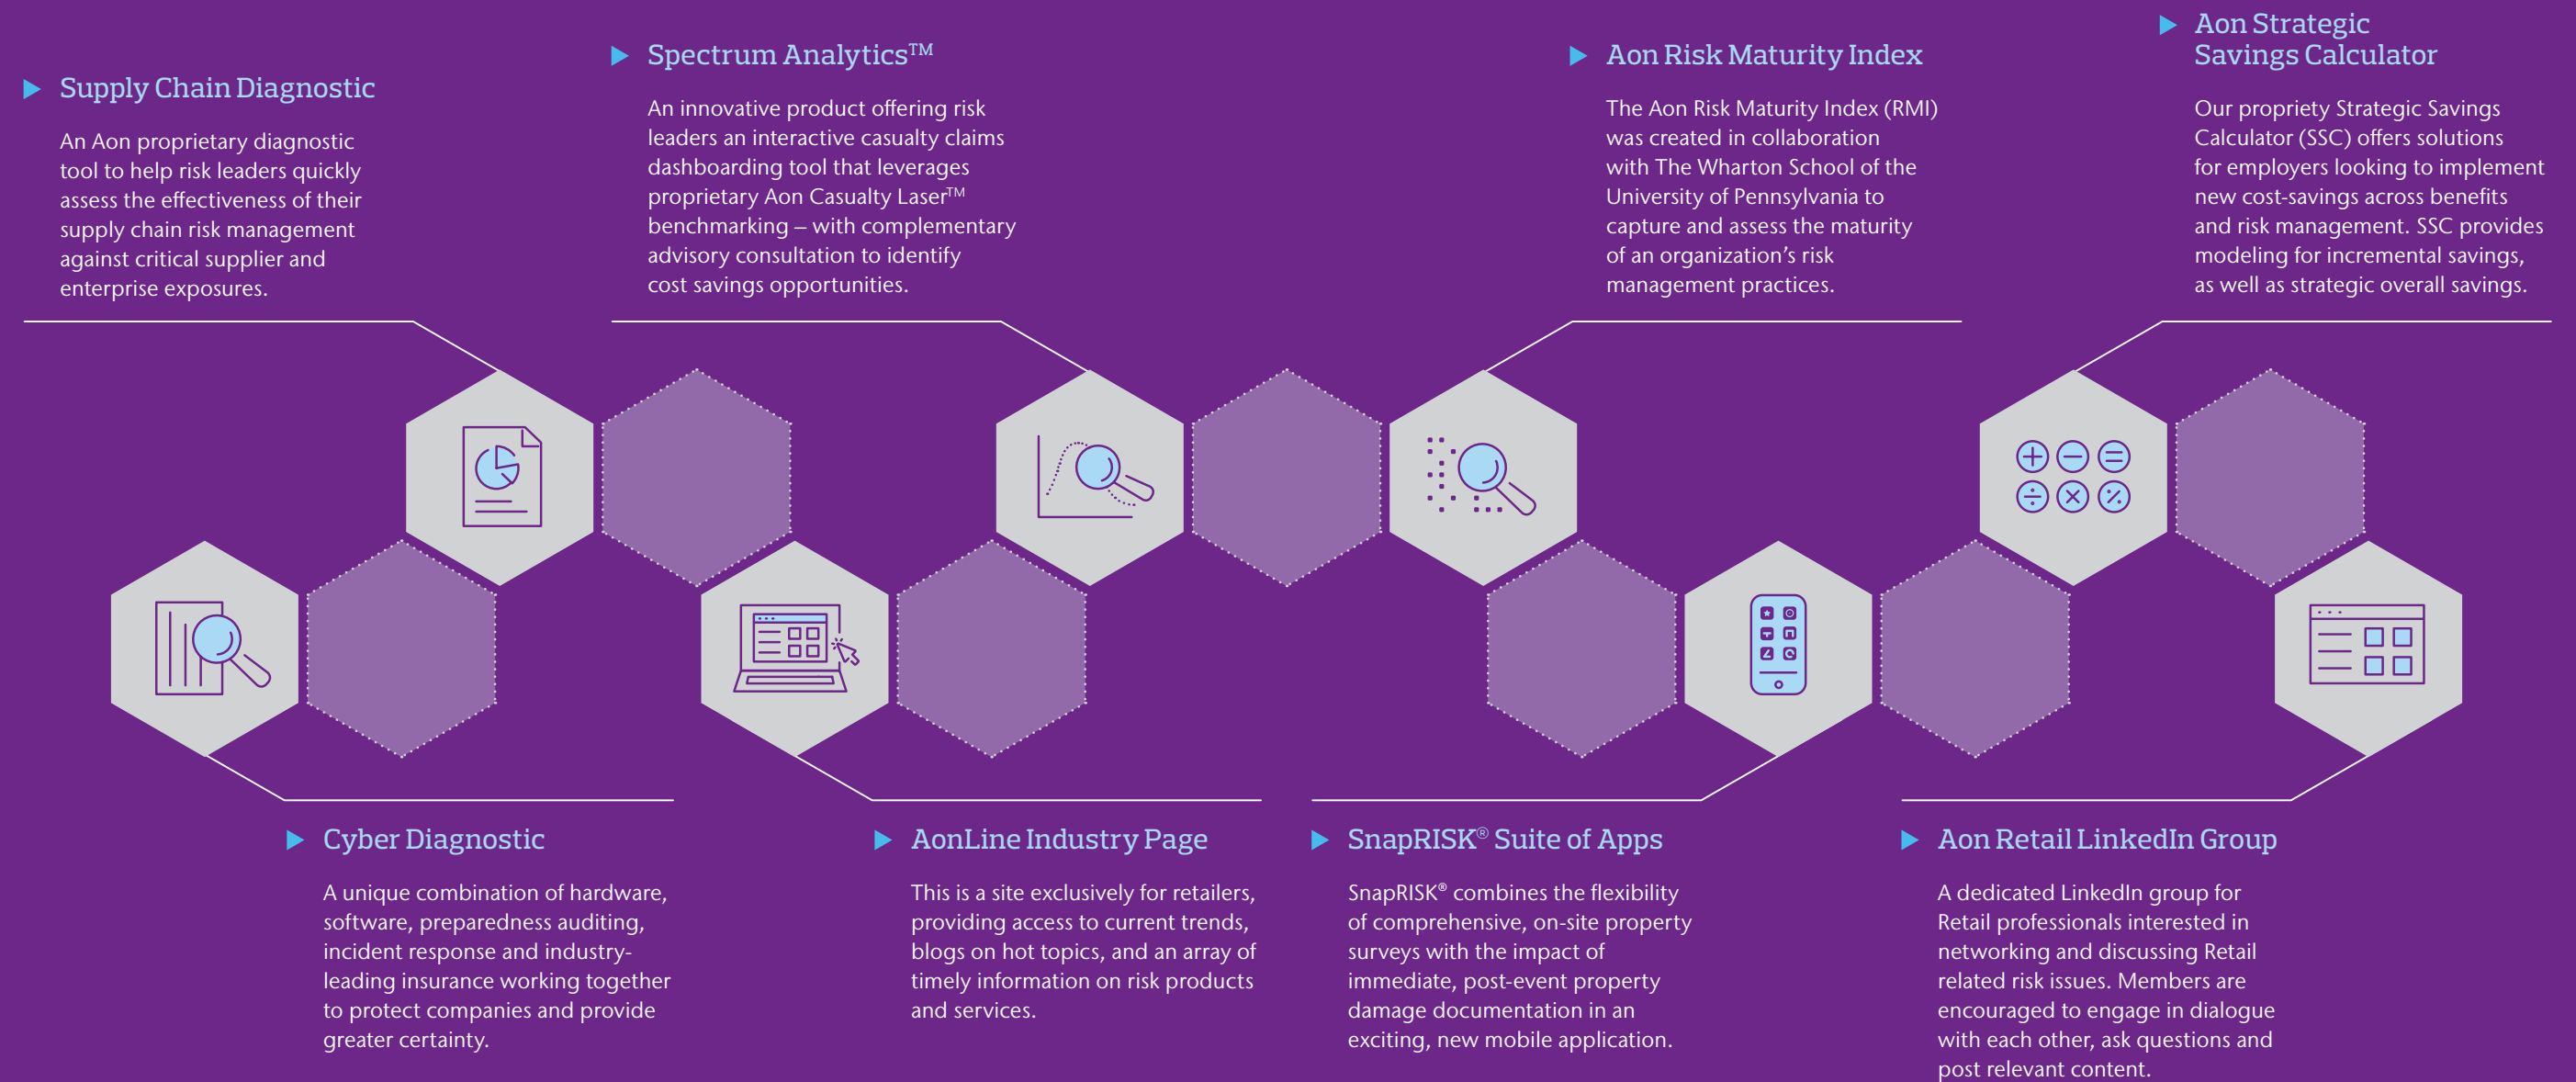 Supply Chain Diagnostic
An Aon proprietary diagnostic
tool to help risk leaders quickly
assess the effectiveness of their
supply chain risk management
against critical supplier and
enterprise exposures.
Spectrum Analytics™
An innovative product offering risk
leaders an interactive casualty claims
dashboarding tool that leverages
proprietary Aon Casualty Laser™
benchmarking – with complementary
advisory consultation to identify
cost savings opportunities.
Aon Risk Maturity Index
The Aon Risk Maturity Index (RMI)
was created in collaboration
with The Wharton School of the
University of Pennsylvania to
capture and assess the maturity
of an organization’s risk
management practices.
Aon Strategic
Savings Calculator
Our propriety Strategic Savings
Calculator (SSC) offers solutions
for employers looking to implement
new cost-savings across benefits
and risk management. SSC provides
modeling for incremental savings,
as well as strategic overall savings.
Cyber Diagnostic
A unique combination of hardware,
software, preparedness auditing,
incident response and industry-
leading insurance working together
to protect companies and provide
greater certainty.
AonLine Industry Page
This is a site exclusively for retailers,
providing access to current trends,
blogs on hot topics, and an array of
timely information on risk products
and services.
SnapRISK® Suite of Apps
SnapRISK® combines the flexibility
of comprehensive, on-site property
surveys with the impact of
immediate, post-event property
damage documentation in an
exciting, new mobile application.
Aon Retail LinkedIn Group
A dedicated LinkedIn group for
Retail professionals interested in
networking and discussing Retail
related risk issues. Members are
encouraged to engage in dialogue
with each other, ask questions and
post relevant content.